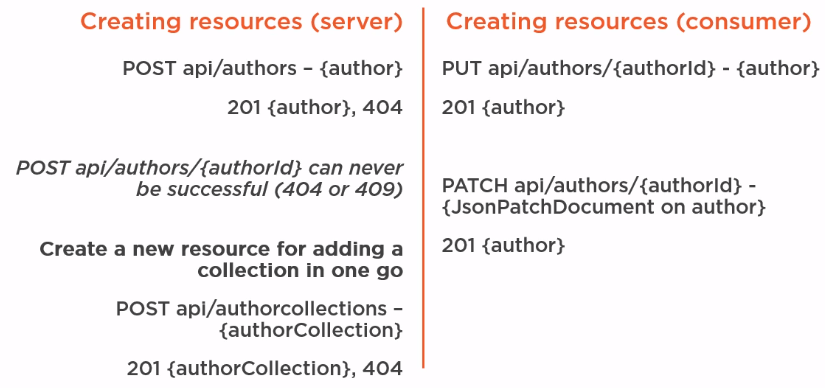 Creating resources (server)
POST api/authors – {author}
201 {author}, 404
POST api/authors/{authorId} can never
be successful (404 or 409)
Create a new resource for adding a
collection in one go
POST api/authorcollections –
{authorCollection}
201 {authorCollection}, 404
Creating resources (consumer)
PUT api/authors/{authorId} - {author}
201 {author}
PATCH api/authors/{authorId} -
{JsonPatchDocument on author}
201 {author}